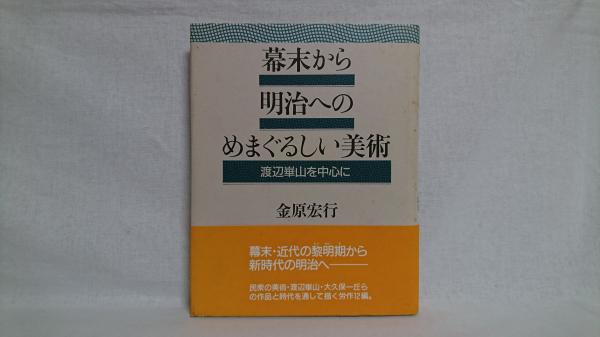 幕末から
明治への
めまぐるしい美術
渡辺崋山を中心に
金原宏行
幕末・近代の黎明期から
新時代の明治へ———
民衆の美術・渡辺崋山・大久保一丘ら
の作品と時代を通して描く労作12編。